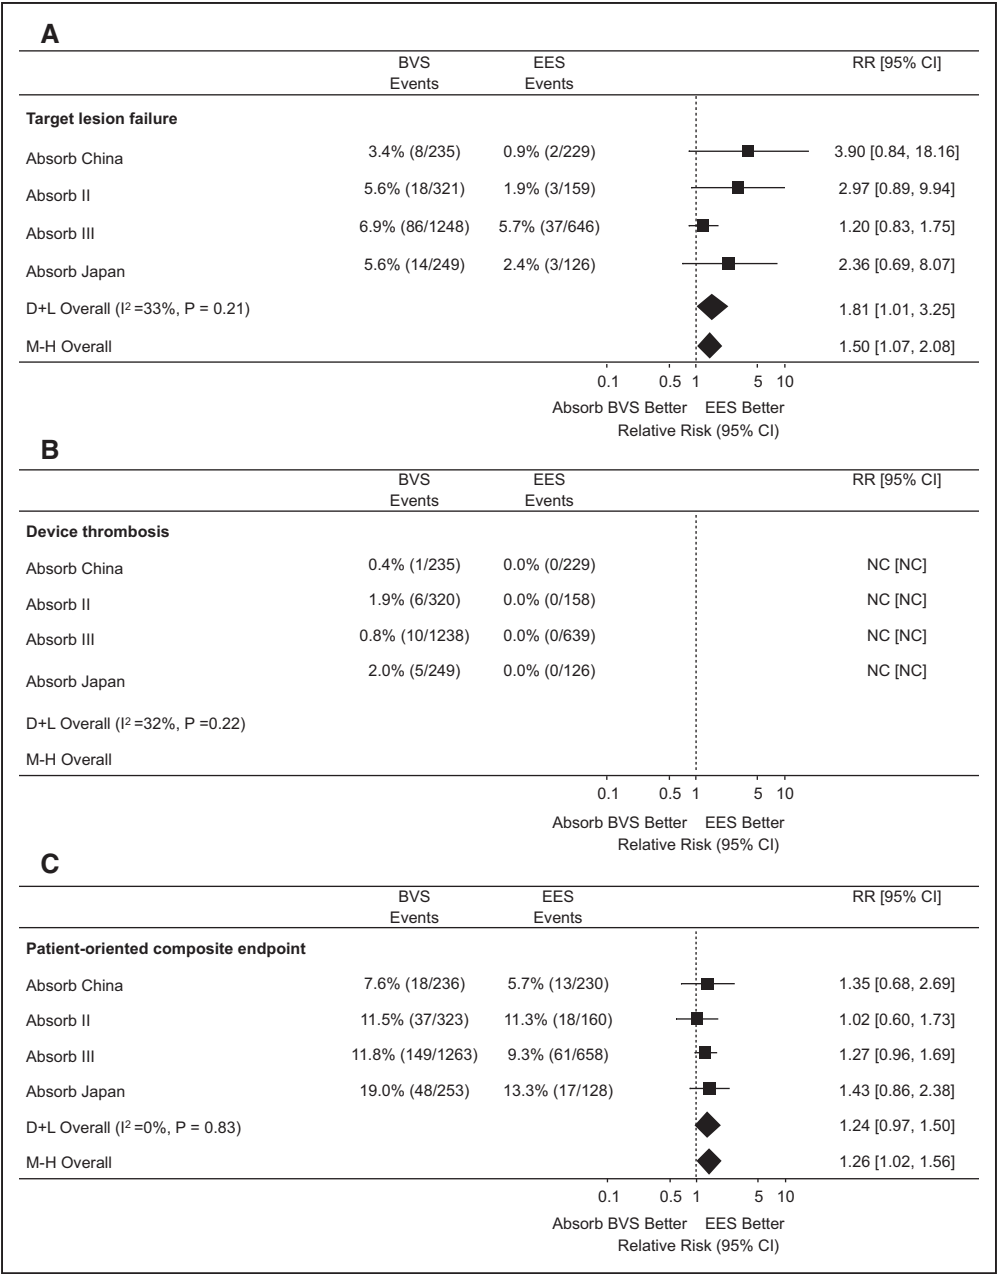 A
BVS Events EES Events RR [95% CI]
Target lesion failure
Absorb China 3.4% (8/235) 0.9% (2/229) 3.90 [0.84, 18.16]
Absorb II 5.6% (18/321) 1.9% (3/159) 2.97 [0.89, 9.94]
Absorb III 6.9% (86/1248) 5.7% (37/646) 1.20 [0.83, 1.75]
Absorb Japan 5.6% (14/249) 2.4% (3/126) 2.36 [0.69, 8.07]
D+L Overall (I² =33%, P = 0.21) 1.81 [1.01, 3.25]
M-H Overall 1.50 [1.07, 2.08]
0.1 0.5 1 5 10
Absorb BVS Better EES Better
Relative Risk (95% CI)
B
BVS Events EES Events RR [95% CI]
Device thrombosis
Absorb China 0.4% (1/235) 0.0% (0/229) NC [NC]
Absorb II 1.9% (6/320) 0.0% (0/158) NC [NC]
Absorb III 0.8% (10/1238) 0.0% (0/639) NC [NC]
Absorb Japan 2.0% (5/249) 0.0% (0/126) NC [NC]
D+L Overall (I² =32%, P =0.22)
M-H Overall
0.1 0.5 1 5 10
Absorb BVS Better EES Better
Relative Risk (95% CI)
C
BVS Events EES Events RR [95% CI]
Patient-oriented composite endpoint
Absorb China 7.6% (18/236) 5.7% (13/230) 1.35 [0.68, 2.69]
Absorb II 11.5% (37/323) 11.3% (18/160) 1.02 [0.60, 1.73]
Absorb III 11.8% (149/1263) 9.3% (61/658) 1.27 [0.96, 1.69]
Absorb Japan 19.0% (48/253) 13.3% (17/128) 1.43 [0.86, 2.38]
D+L Overall (I² =0%, P = 0.83) 1.24 [0.97, 1.50]
M-H Overall 1.26 [1.02, 1.56]
0.1 0.5 1 5 10
Absorb BVS Better EES Better
Relative Risk (95% CI)